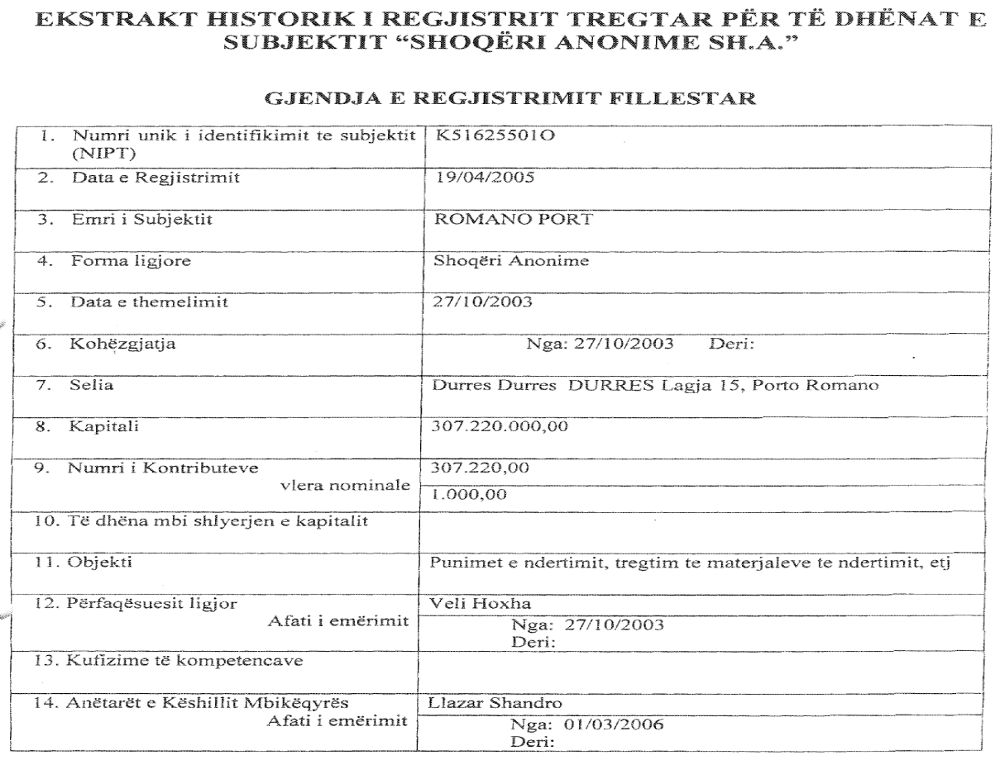 EKSTRAKT HISTORIK I REGJISTRIT TREGTAR PËR TË DHËNAT E
SUBJEKTIT “SHOQËRI ANONIME SH.A.”
GJENDJA E REGJISTRIMIT FILLESTAR
1. Numri unik i identifikimit te subjektit K51625501O
(NIPT)
2. Data e Regjistrimit 19/04/2005
3. Emri i Subjektit ROMANO PORT
4. Forma ligjore Shoqëri Anonime
5. Data e themelimit 27/10/2003
6. Kohëzgjatja Nga: 27/10/2003 Deri:
7. Selia Durres Durres DURRES Lagja 15, Porto Romano
8. Kapitali 307.220.000,00
9. Numri i Kontributeve 307.220,00
vlera nominale 1.000,00
10. Të dhëna mbi shlyerjen e kapitalit
11. Objekti Punimet e ndertimit, tregtim te materjaleve te ndertimit, etj
12. Përfaqësuesit ligjor Veli Hoxha
Afati i emërimit Nga: 27/10/2003
Deri:
13. Kufizime të kompetencave
14. Anëtarët e Këshillit Mbikëqyrës Llazar Shandro
Afati i emërimit Nga: 01/03/2006
Deri: